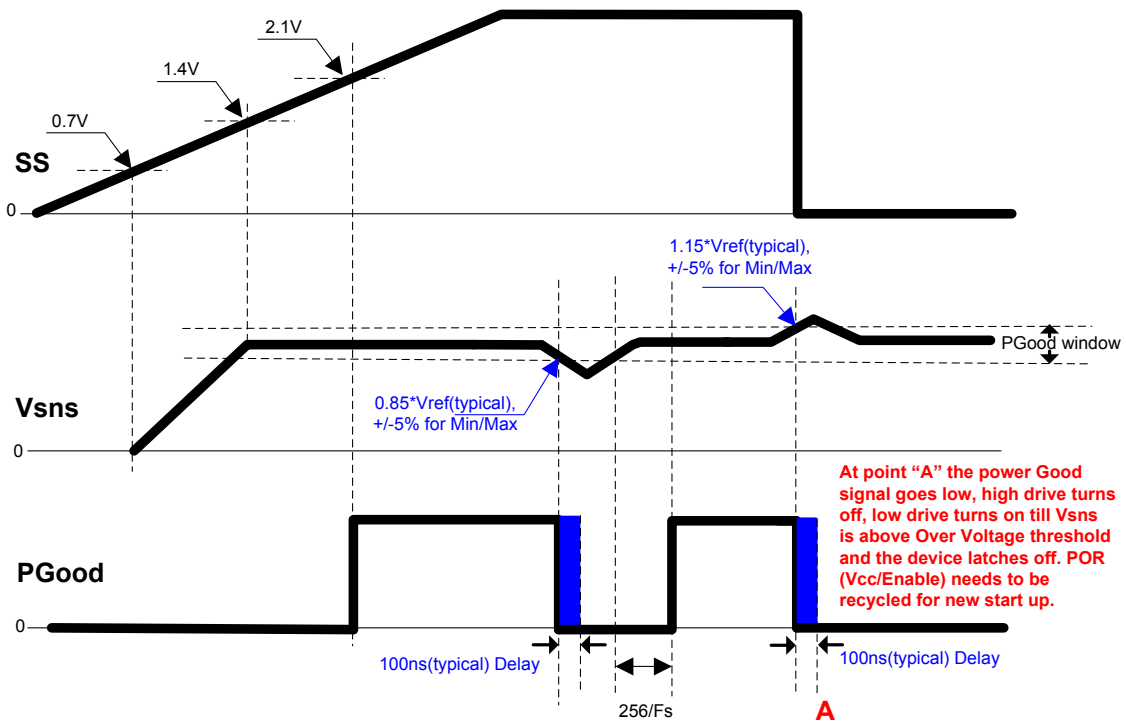 2.1V
1.4V
0.7V
SS
0
1.15*Vref(typical),
+/-5% for Min/Max
PGood window
0.85*Vref(typical),
+/-5% for Min/Max
Vsns
0
At point “A” the power Good
signal goes low, high drive turns
off, low drive turns on till Vsns
is above Over Voltage threshold
and the device latches off. POR
(Vcc/Enable) needs to be
recycled for new start up.
PGood
0
100ns(typical) Delay
100ns(typical) Delay
256/Fs
A